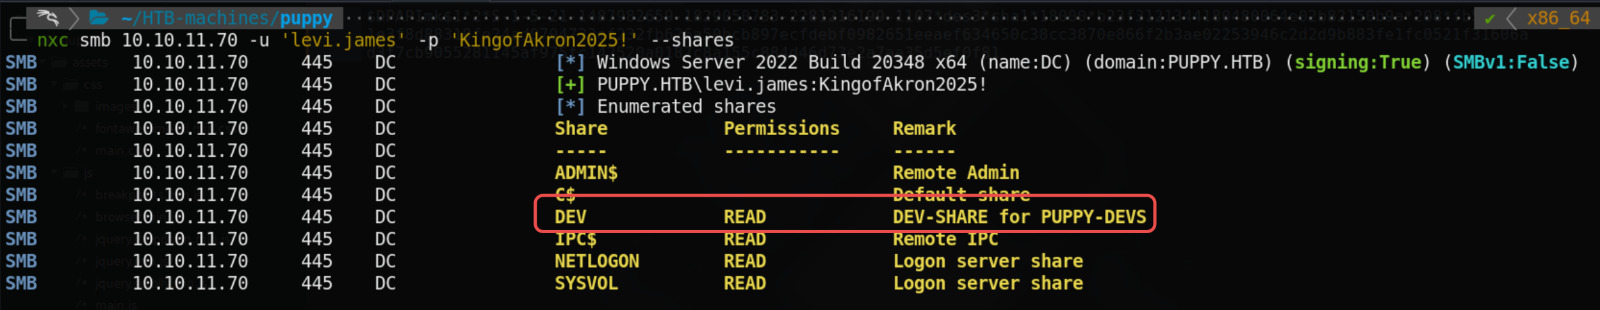 ~/HTB-machines/puppy ✔ x86_64
nxc smb 10.10.11.70 -u 'levi.james' -p 'KingofAkron2025!' --shares
SMB 10.10.11.70 445 DC [*] Windows Server 2022 Build 20348 x64 (name:DC) (domain:PUPPY.HTB) (signing:True) (SMBv1:False)
SMB 10.10.11.70 445 DC [+] PUPPY.HTB\levi.james:KingofAkron2025!
SMB 10.10.11.70 445 DC [*] Enumerated shares
SMB 10.10.11.70 445 DC Share Permissions Remark
SMB 10.10.11.70 445 DC ----- ----------- ------
SMB 10.10.11.70 445 DC ADMIN$ Remote Admin
SMB 10.10.11.70 445 DC C$ Default share
SMB 10.10.11.70 445 DC DEV READ DEV-SHARE for PUPPY-DEVS
SMB 10.10.11.70 445 DC IPC$ READ Remote IPC
SMB 10.10.11.70 445 DC NETLOGON READ Logon server share
SMB 10.10.11.70 445 DC SYSVOL READ Logon server share